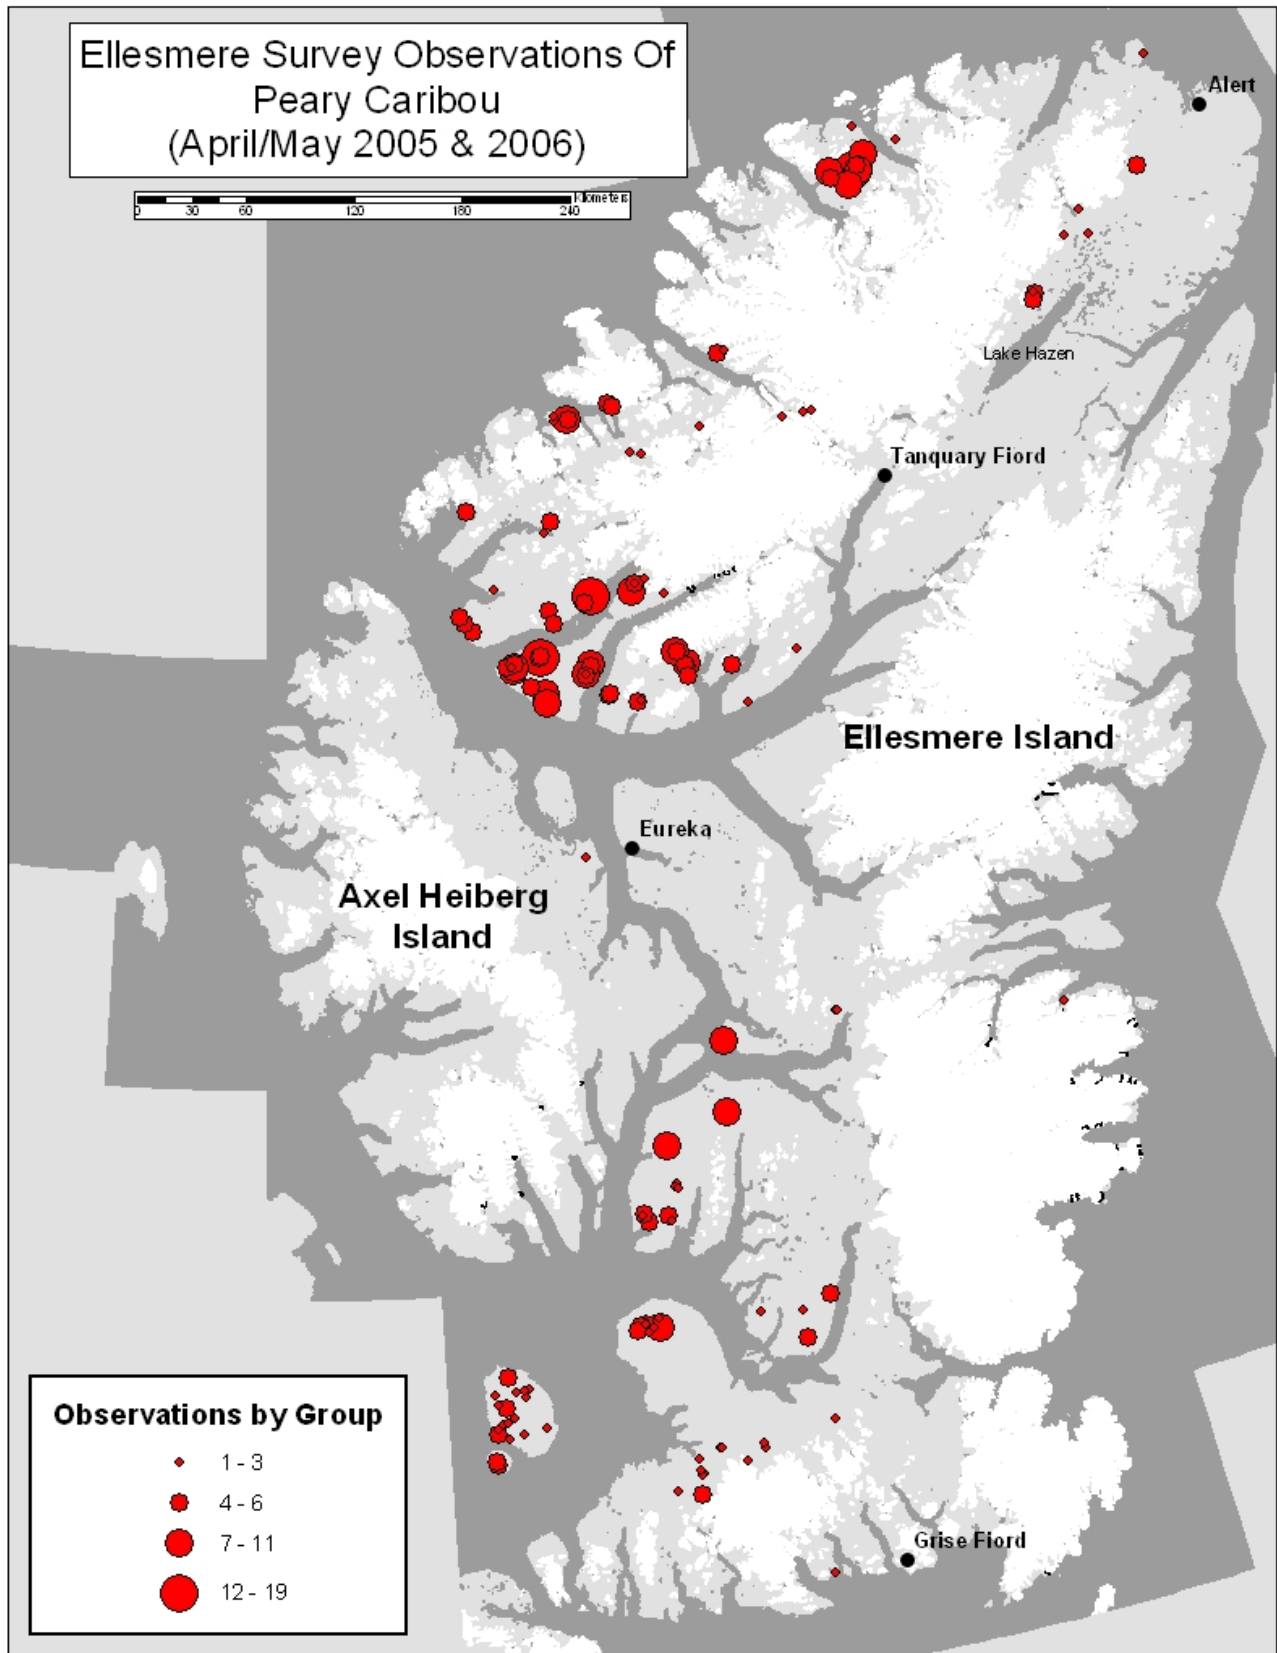 Ellesmere Survey Observations Of
Peary Caribou
(April/May 2005 & 2006)
Kilometers
0 30 60 120 180 240
Alert
Lake Hazen
Tanquary Fiord
Ellesmere Island
Eureka
Axel Heiberg
Island
Observations by Group
1 - 3
4 - 6
7 - 11
12 - 19
Grise Fiord